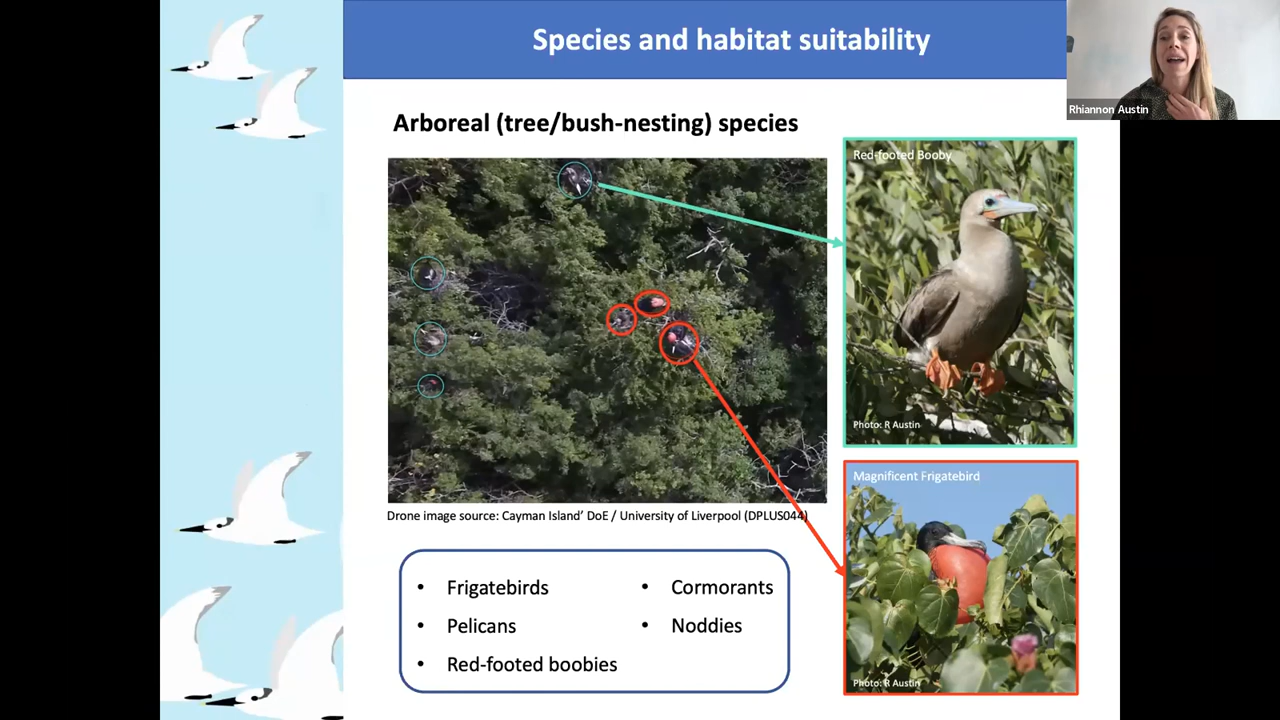 Species and habitat suitability
Rhiannon Austin
Arboreal (tree/bush-nesting) species
Red-footed Booby
Photo: R Austin
Magnificent Frigatebird
Photo: R Austin
Drone image source: Cayman Island’ DoE / University of Liverpool (DPLUS044)
• Frigatebirds
• Pelicans
• Red-footed boobies
• Cormorants
• Noddies